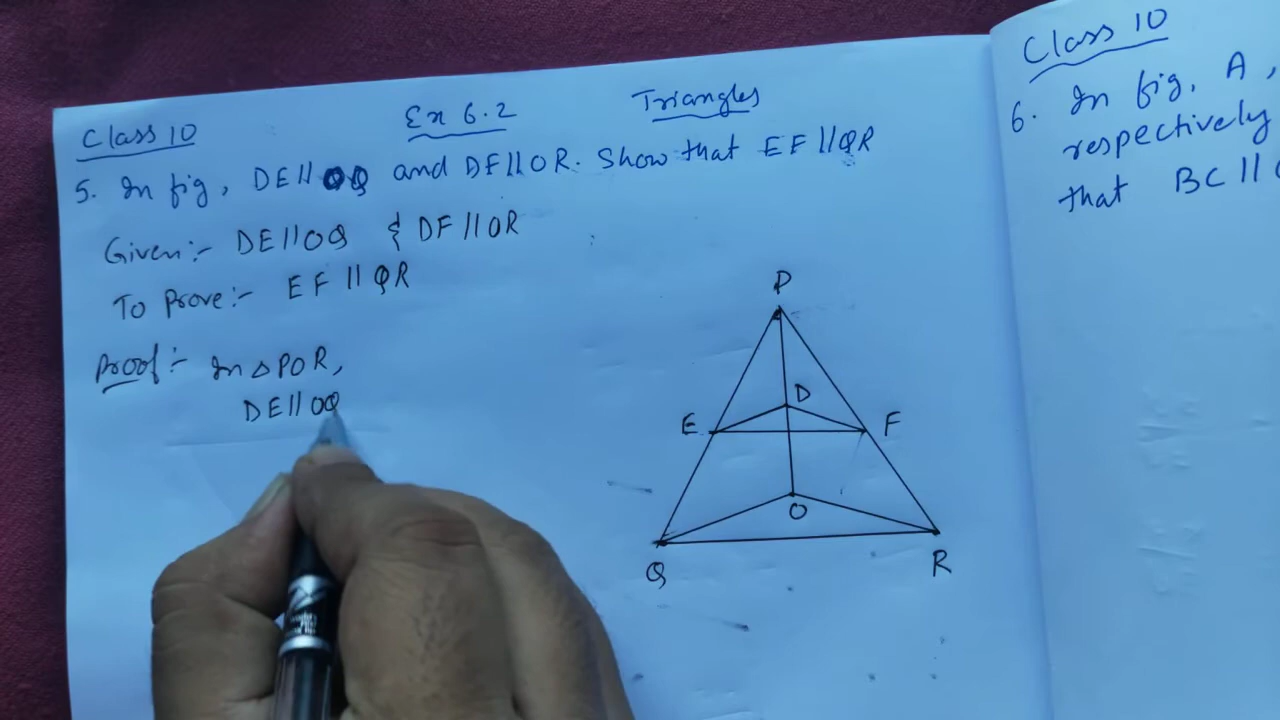 Class 10 Ex 6.2 Triangles
5. In fig, DE||OQ and DF||OR. Show that EF||QR
Given:- DE||OQ & DF||OR
To Prove:- EF||QR
Proof:- In △POR,
DE||OQ
P
D
E F
O
Q R
Class 10
6. In fig, A,
respectively
that BC||